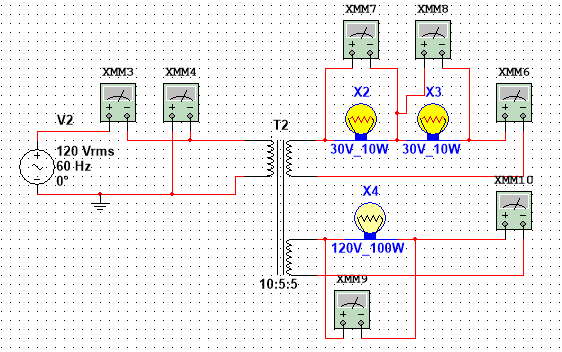 XMM7
XMM8
XMM3
XMM4
XMM6
V2
X2
X3
T2
120 Vrms
60 Hz
0°
30V_10W
30V_10W
X4
XMM10
120V_100W
XMM9
10:5:5